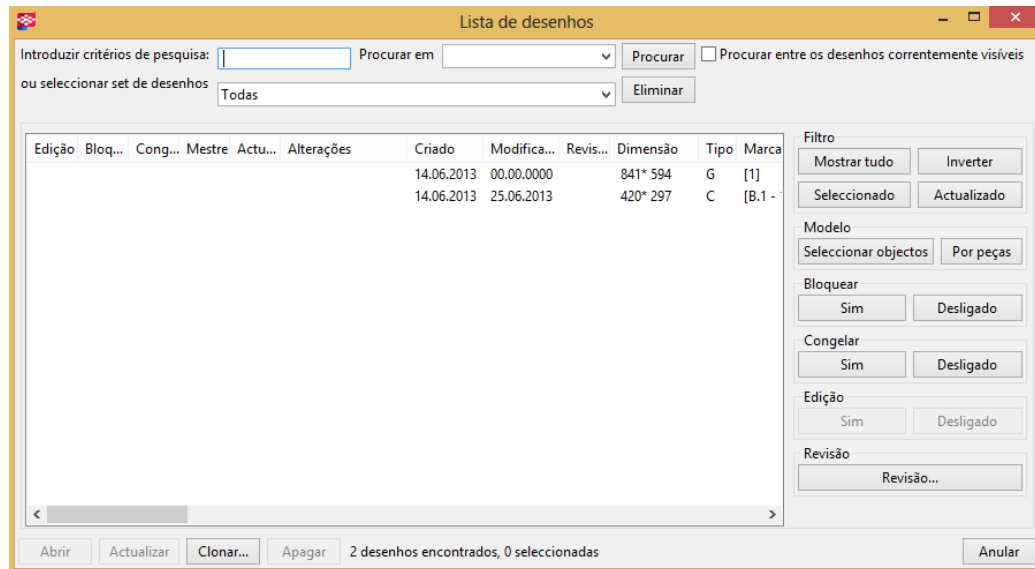 Lista de desenhos
Introduzir critérios de pesquisa: Procurar em Procurar Procurar entre os desenhos correntemente visíveis
ou seleccionar set de desenhos Todas Eliminar
Edição Bloq... Cong... Mestre Actu... Alterações Criado Modifica... Revis... Dimensão Tipo Marca
14.06.2013 00.00.0000 841* 594 G [1]
14.06.2013 25.06.2013 420* 297 C [B.1 -
Filtro
Mostrar tudo Inverter
Seleccionado Actualizado
Modelo
Seleccionar objectos Por peças
Bloquear
Sim Desligado
Congelar
Sim Desligado
Edição
Sim Desligado
Revisão
Revisão...
Abrir Actualizar Clonar... Apagar 2 desenhos encontrados, 0 seleccionadas Anular